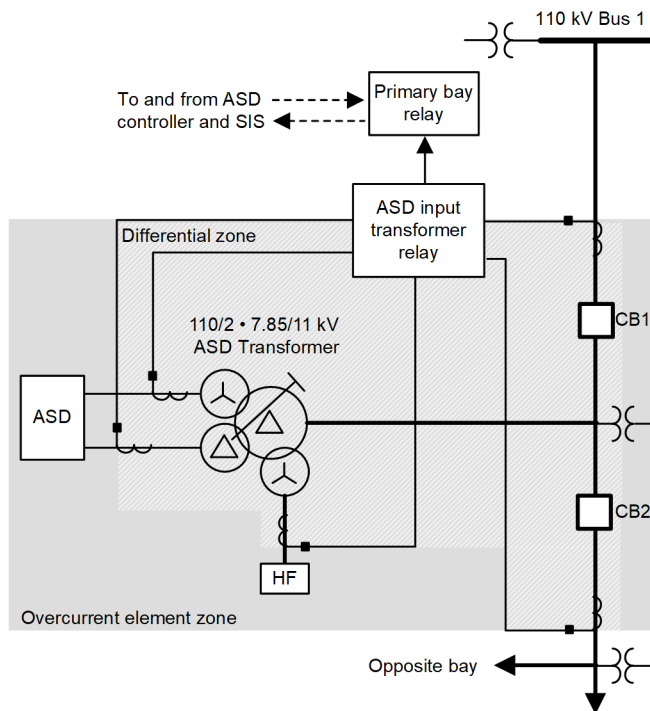 110 kV Bus 1
To and from ASD
controller and SIS
Primary bay
relay
ASD input
transformer
relay
Differential zone
CB1
110/2 • 7.85/11 kV
ASD Transformer
ASD
CB2
HF
Overcurrent element zone
Opposite bay